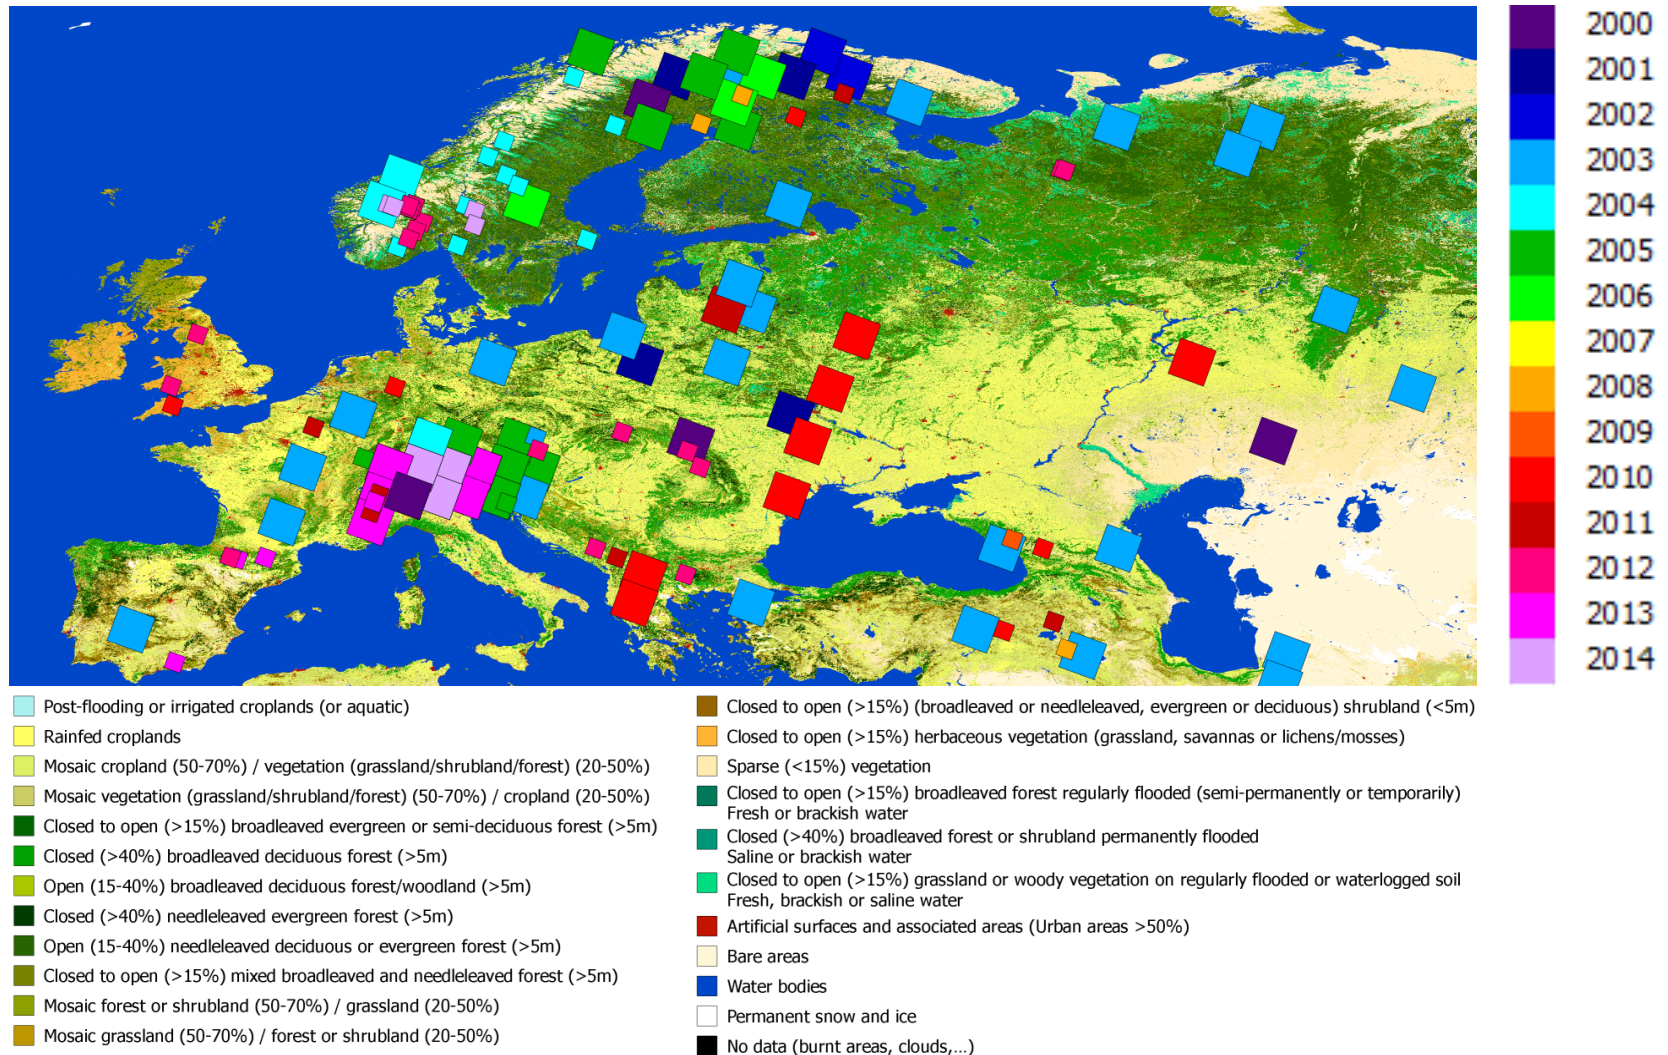 2000
2001
2002
2003
2004
2005
2006
2007
2008
2009
2010
2011
2012
2013
2014
Post-flooding or irrigated croplands (or aquatic)
Rainfed croplands
Mosaic cropland (50-70%) / vegetation (grassland/shrubland/forest) (20-50%)
Mosaic vegetation (grassland/shrubland/forest) (50-70%) / cropland (20-50%)
Closed to open (>15%) broadleaved evergreen or semi-deciduous forest (>5m)
Closed (>40%) broadleaved deciduous forest (>5m)
Open (15-40%) broadleaved deciduous forest/woodland (>5m)
Closed (>40%) needleleaved evergreen forest (>5m)
Open (15-40%) needleleaved deciduous or evergreen forest (>5m)
Closed to open (>15%) mixed broadleaved and needleleaved forest (>5m)
Mosaic forest or shrubland (50-70%) / grassland (20-50%)
Mosaic grassland (50-70%) / forest or shrubland (20-50%)
Closed to open (>15%) (broadleaved or needleleaved, evergreen or deciduous) shrubland (<5m)
Closed to open (>15%) herbaceous vegetation (grassland, savannas or lichens/mosses)
Sparse (<15%) vegetation
Closed to open (>15%) broadleaved forest regularly flooded (semi-permanently or temporarily)
Fresh or brackish water
Closed (>40%) broadleaved forest or shrubland permanently flooded
Saline or brackish water
Closed to open (>15%) grassland or woody vegetation on regularly flooded or waterlogged soil
Fresh, brackish or saline water
Artificial surfaces and associated areas (Urban areas >50%)
Bare areas
Water bodies
Permanent snow and ice
No data (burnt areas, clouds,...)